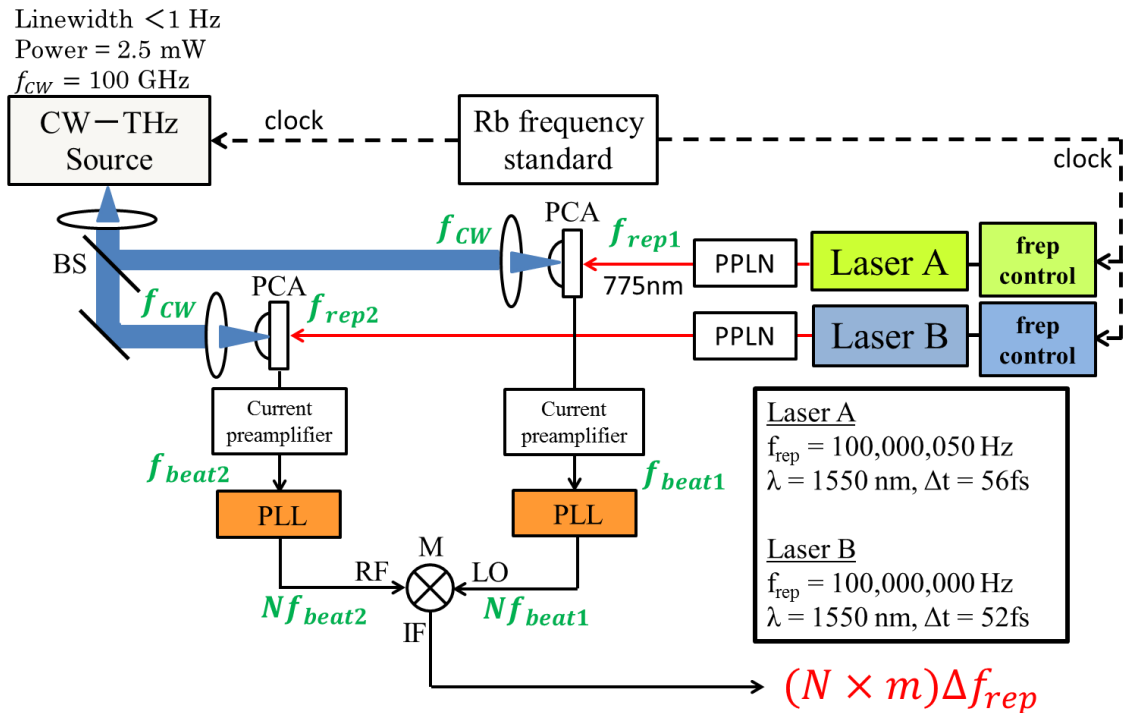 Linewidth ＜1 Hz
Power = 2.5 mW
f_CW = 100 GHz
CW－THz
Source
clock
Rb frequency
standard
clock
BS
f_CW
PCA
f_rep1
775nm
PPLN
Laser A
frep
control
f_CW
PCA
f_rep2
PPLN
Laser B
frep
control
Current
preamplifier
Current
preamplifier
f_beat2
f_beat1
PLL
PLL
M
RF
LO
Nf_beat2
Nf_beat1
IF
Laser A
f_rep = 100,000,050 Hz
λ = 1550 nm, Δt = 56fs
Laser B
f_rep = 100,000,000 Hz
λ = 1550 nm, Δt = 52fs
(N × m)Δf_rep